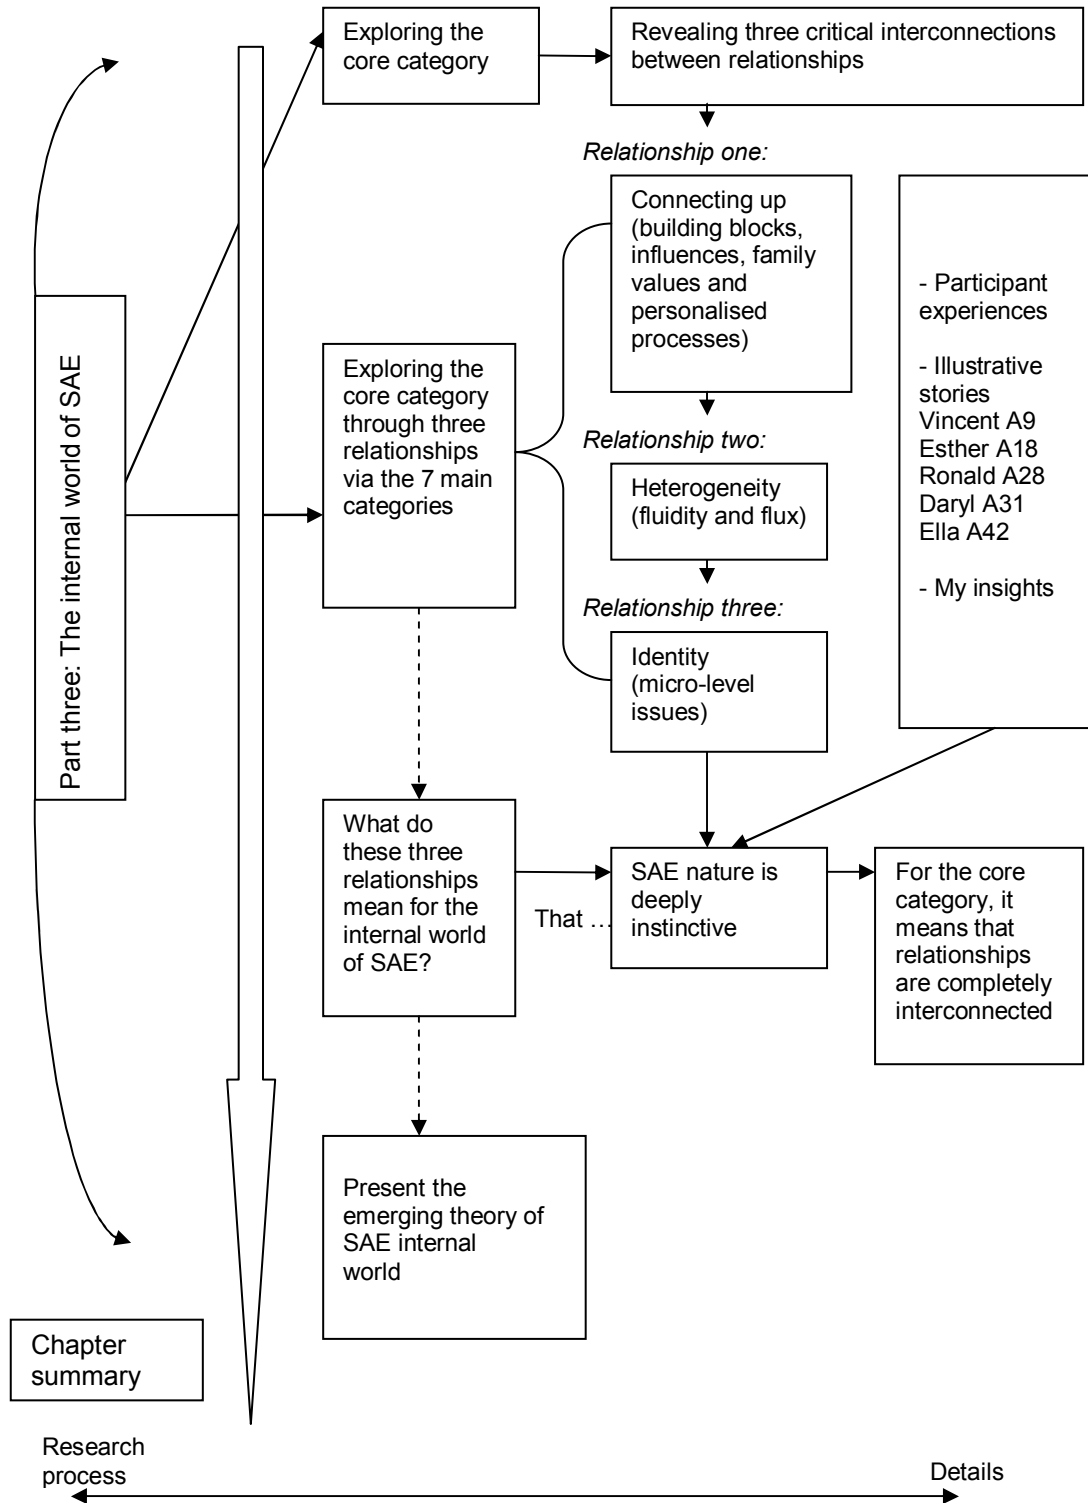 Exploring the
core category
Revealing three critical interconnections
between relationships
Relationship one:
Connecting up
(building blocks,
influences, family
values and
personalised
processes)
- Participant
experiences
- Illustrative
stories
Vincent A9
Esther A18
Ronald A28
Daryl A31
Ella A42
- My insights
Part three: The internal world of SAE
Exploring the
core category
through three
relationships
via the 7 main
categories
Relationship two:
Heterogeneity
(fluidity and flux)
Relationship three:
Identity
(micro-level
issues)
What do
these three
relationships
mean for the
internal world
of SAE?
That …
SAE nature is
deeply
instinctive
For the core
category, it
means that
relationships
are completely
interconnected
Present the
emerging theory of
SAE internal
world
Chapter
summary
Research
process
Details